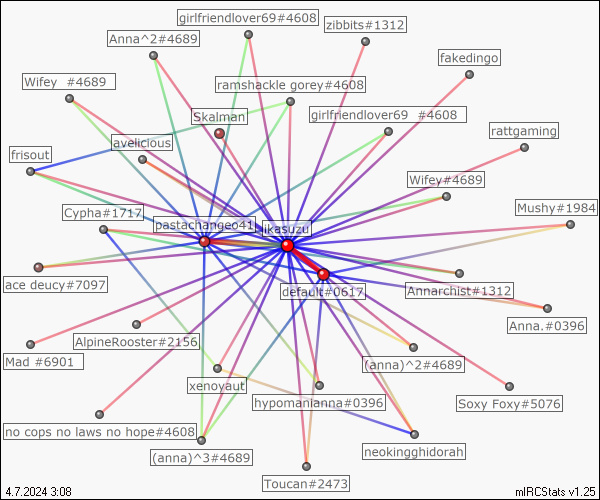 girlfriendlover69#4608
zibbits#1312
Anna^2#4689
fakedingo
Wifey  #4689
ramshackle gorey#4608
Skalman
girlfriendlover69  #4608
rattgaming
avelicious
frisout
Wifey#4689
Mushy#1984
Cypha#1717
pastachangeo41
ikasuzu
ace deucy#7097
default#0617
Annarchist#1312
Anna.#0396
AlpineRooster#2156
Mad #6901
(anna)^2#4689
xenoyaut
hypomanianna#0396
Soxy Foxy#5076
no cops no laws no hope#4608
neokingghidorah
(anna)^3#4689
Toucan#2473
4.7.2024 3:08
mIRCStats v1.25